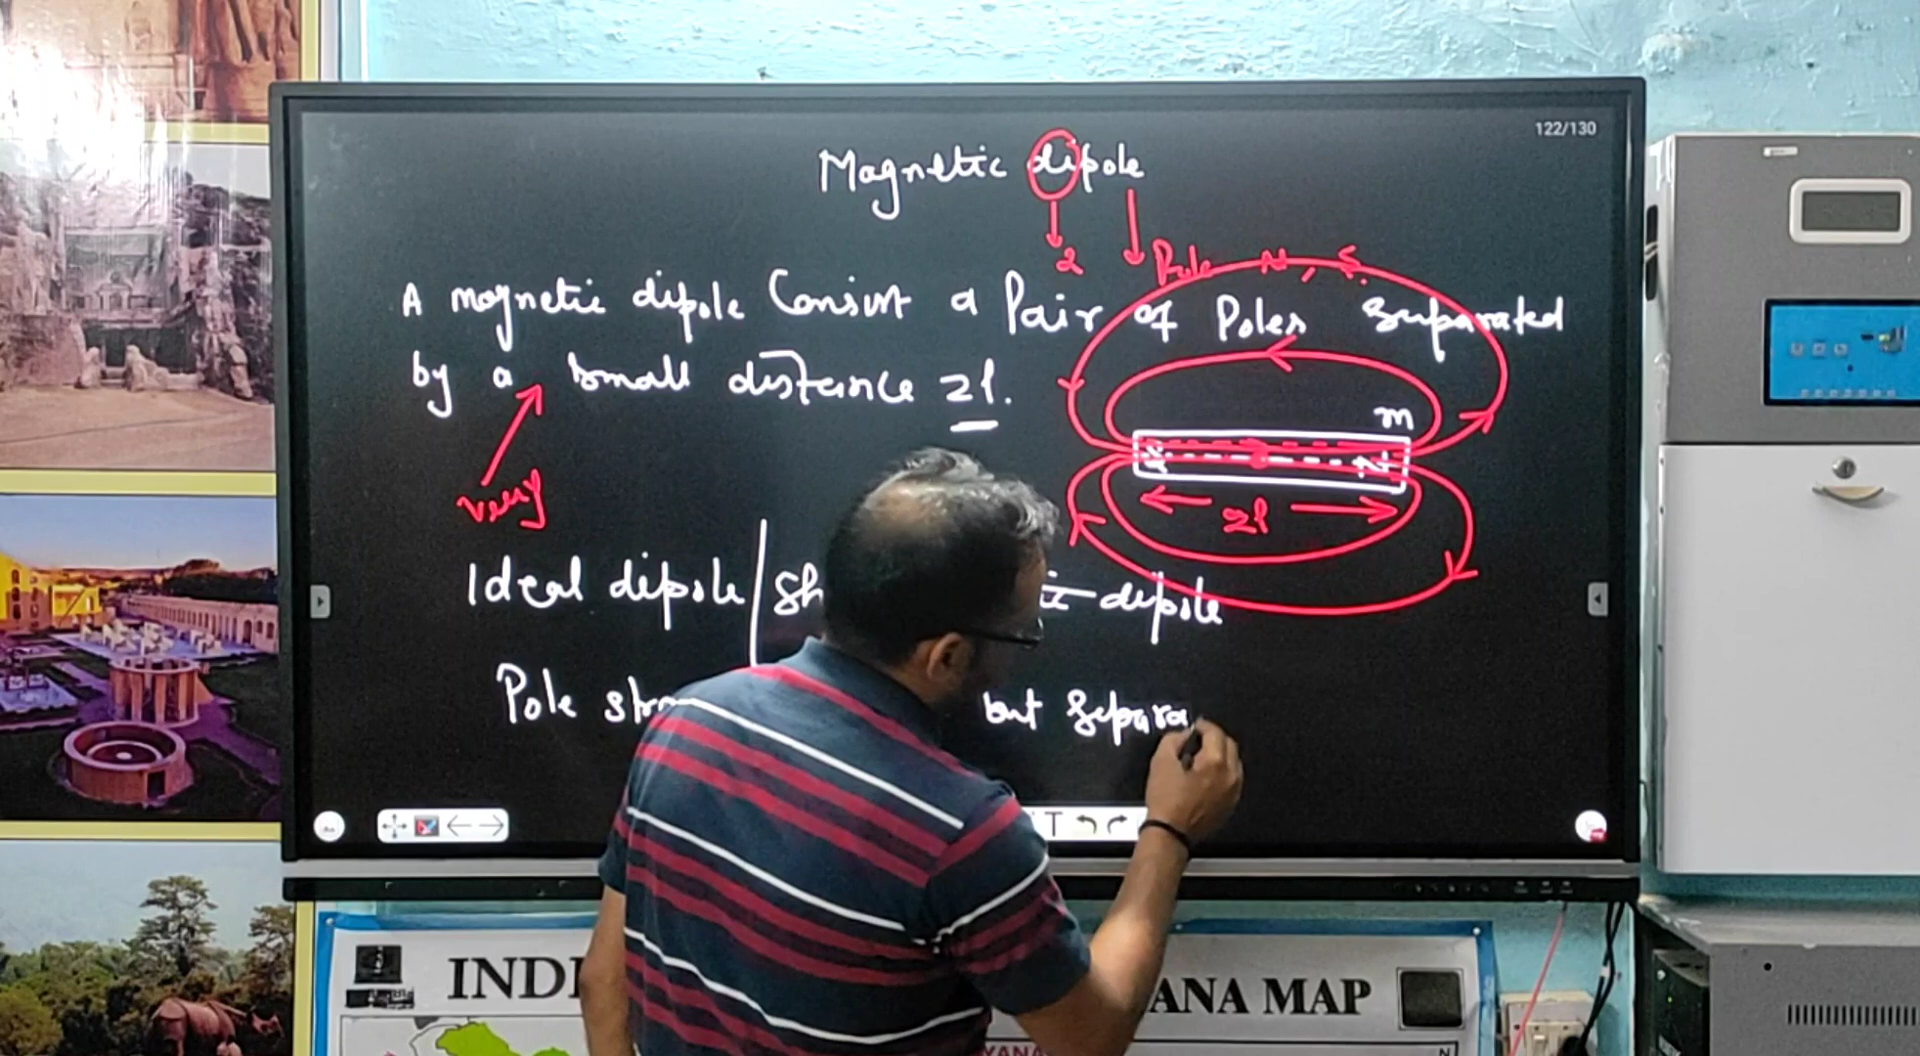 122/130
Magnetic dipole
2 Pole N, S
A magnetic dipole Consist a Pair of Poles Separated
by a small distance 2l.
very
m
S N
2l
Ideal dipole/
dipole
Pole but
T
INDI
ANA MAP
YANA
N